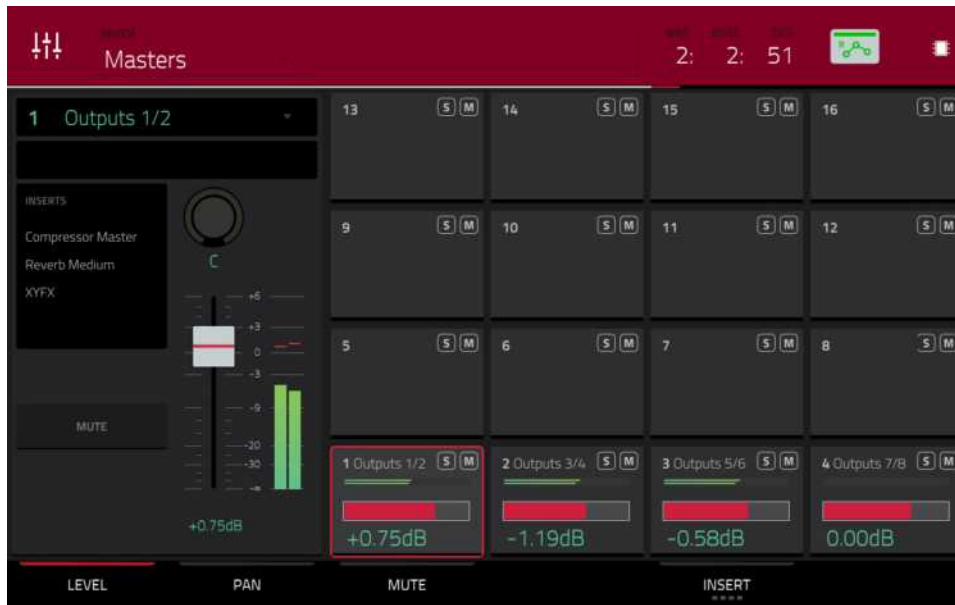 Masters
2: 2: 51
1 Outputs 1/2
INSERTS
Compressor Master
Reverb Medium
XYFX
C
+6
+3
0
-3
-9
-20
-30
-∞
+0.75dB
MUTE
13 S M
14 S M
15 S M
16 S M
9 S M
10 S M
11 S M
12 S M
5 S M
6 S M
7 S M
8 S M
1 Outputs 1/2 S M
+0.75dB
2 Outputs 3/4 S M
-1.19dB
3 Outputs 5/6 S M
-0.58dB
4 Outputs 7/8 S M
0.00dB
LEVEL PAN MUTE INSERT